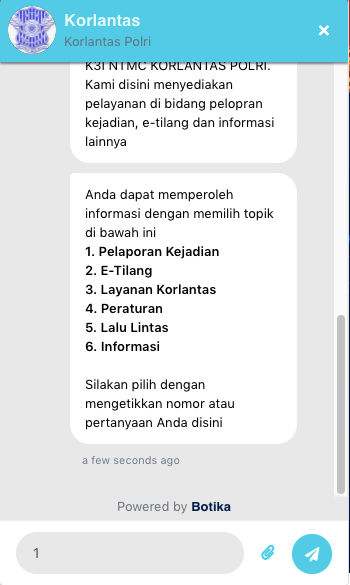 Korlantas
Korlantas Polri
K3I NTMC KORLANTAS POLRI.
Kami disini menyediakan
pelayanan di bidang pelopran
kejadian, e-tilang dan informasi
lainnya
Anda dapat memperoleh
informasi dengan memilih topik
di bawah ini
1. Pelaporan Kejadian
2. E-Tilang
3. Layanan Korlantas
4. Peraturan
5. Lalu Lintas
6. Informasi
Silakan pilih dengan
mengetikkan nomor atau
pertanyaan Anda disini
a few seconds ago
Powered by Botika
1